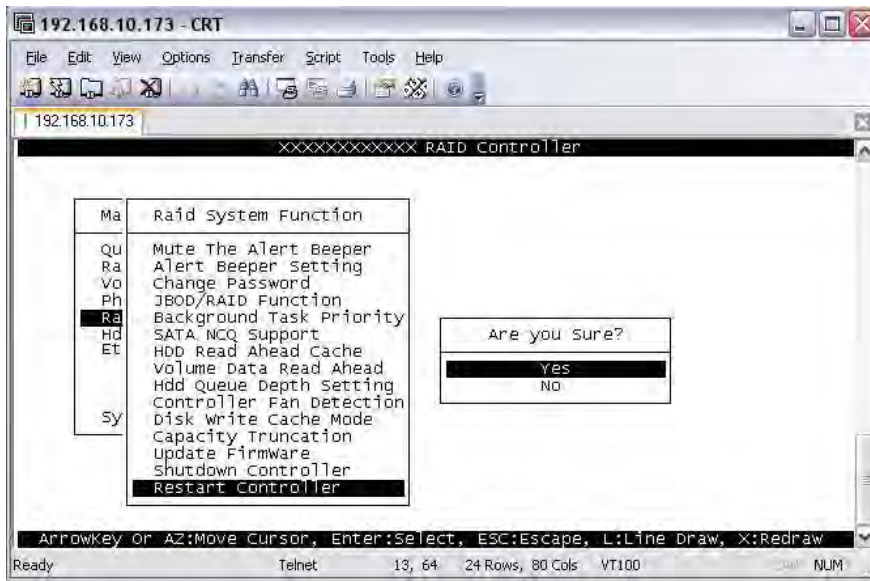 192.168.10.173 - CRT
File Edit View Options Transfer Script Tools Help
192.168.10.173
XXXXXXXXXXXX RAID Controller
Ma
Qu
Ra
Vo
Ph
Ra
Hd
Et
Sy
Raid System Function
Mute The Alert Beeper
Alert Beeper Setting
Change Password
JBOD/RAID Function
Background Task Priority
SATA NCQ Support
HDD Read Ahead Cache
Volume Data Read Ahead
Hdd Queue Depth Setting
Controller Fan Detection
Disk Write Cache Mode
Capacity Truncation
Update FirmWare
Shutdown Controller
Restart Controller
Are you Sure?
Yes
No
ArrowKey Or AZ:Move Cursor, Enter:Select, ESC:Escape, L:Line Draw, X:Redraw
Ready Telnet 13, 64 24 Rows, 80 Cols VT100 NUM